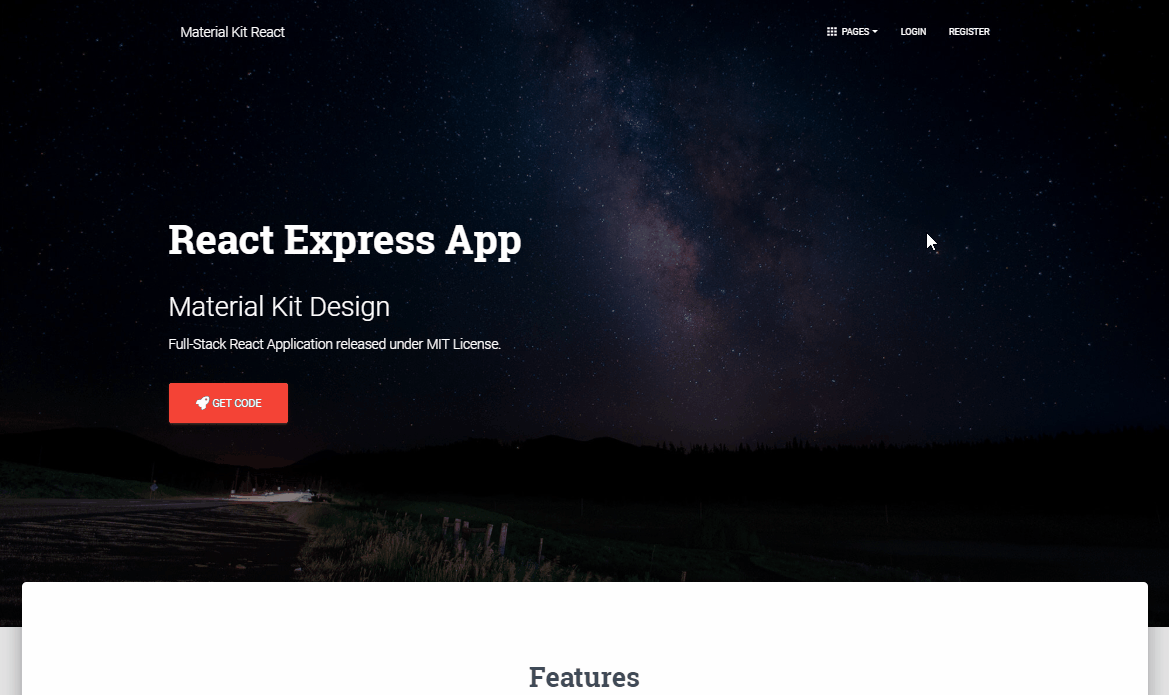 Material Kit React
PAGES
LOGIN
REGISTER
React Express App
Material Kit Design
Full-Stack React Application released under MIT License.
GET CODE
Features